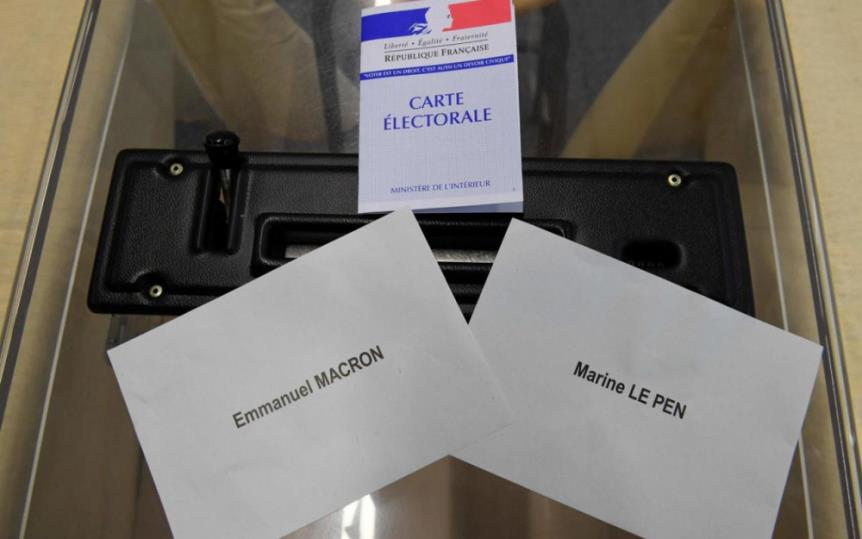 Liberté • Égalité • Fraternité
RÉPUBLIQUE FRANÇAISE
"VOTER EST UN DROIT, C'EST AUSSI UN DEVOIR CIVIQUE"
CARTE
ÉLECTORALE
MINISTÈRE DE L'INTÉRIEUR
Emmanuel MACRON
Marine LE PEN